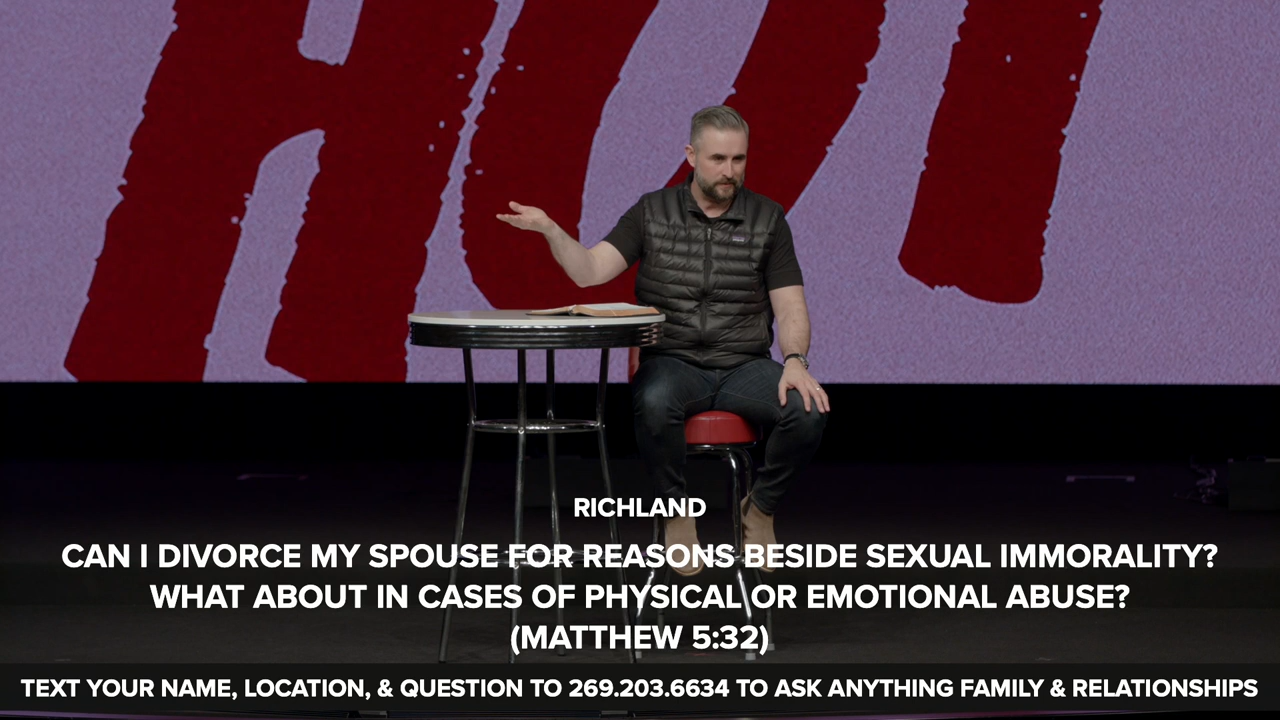 RICHLAND
CAN I DIVORCE MY SPOUSE FOR REASONS BESIDE SEXUAL IMMORALITY?
WHAT ABOUT IN CASES OF PHYSICAL OR EMOTIONAL ABUSE?
(MATTHEW 5:32)
TEXT YOUR NAME, LOCATION, & QUESTION TO 269.203.6634 TO ASK ANYTHING FAMILY & RELATIONSHIPS